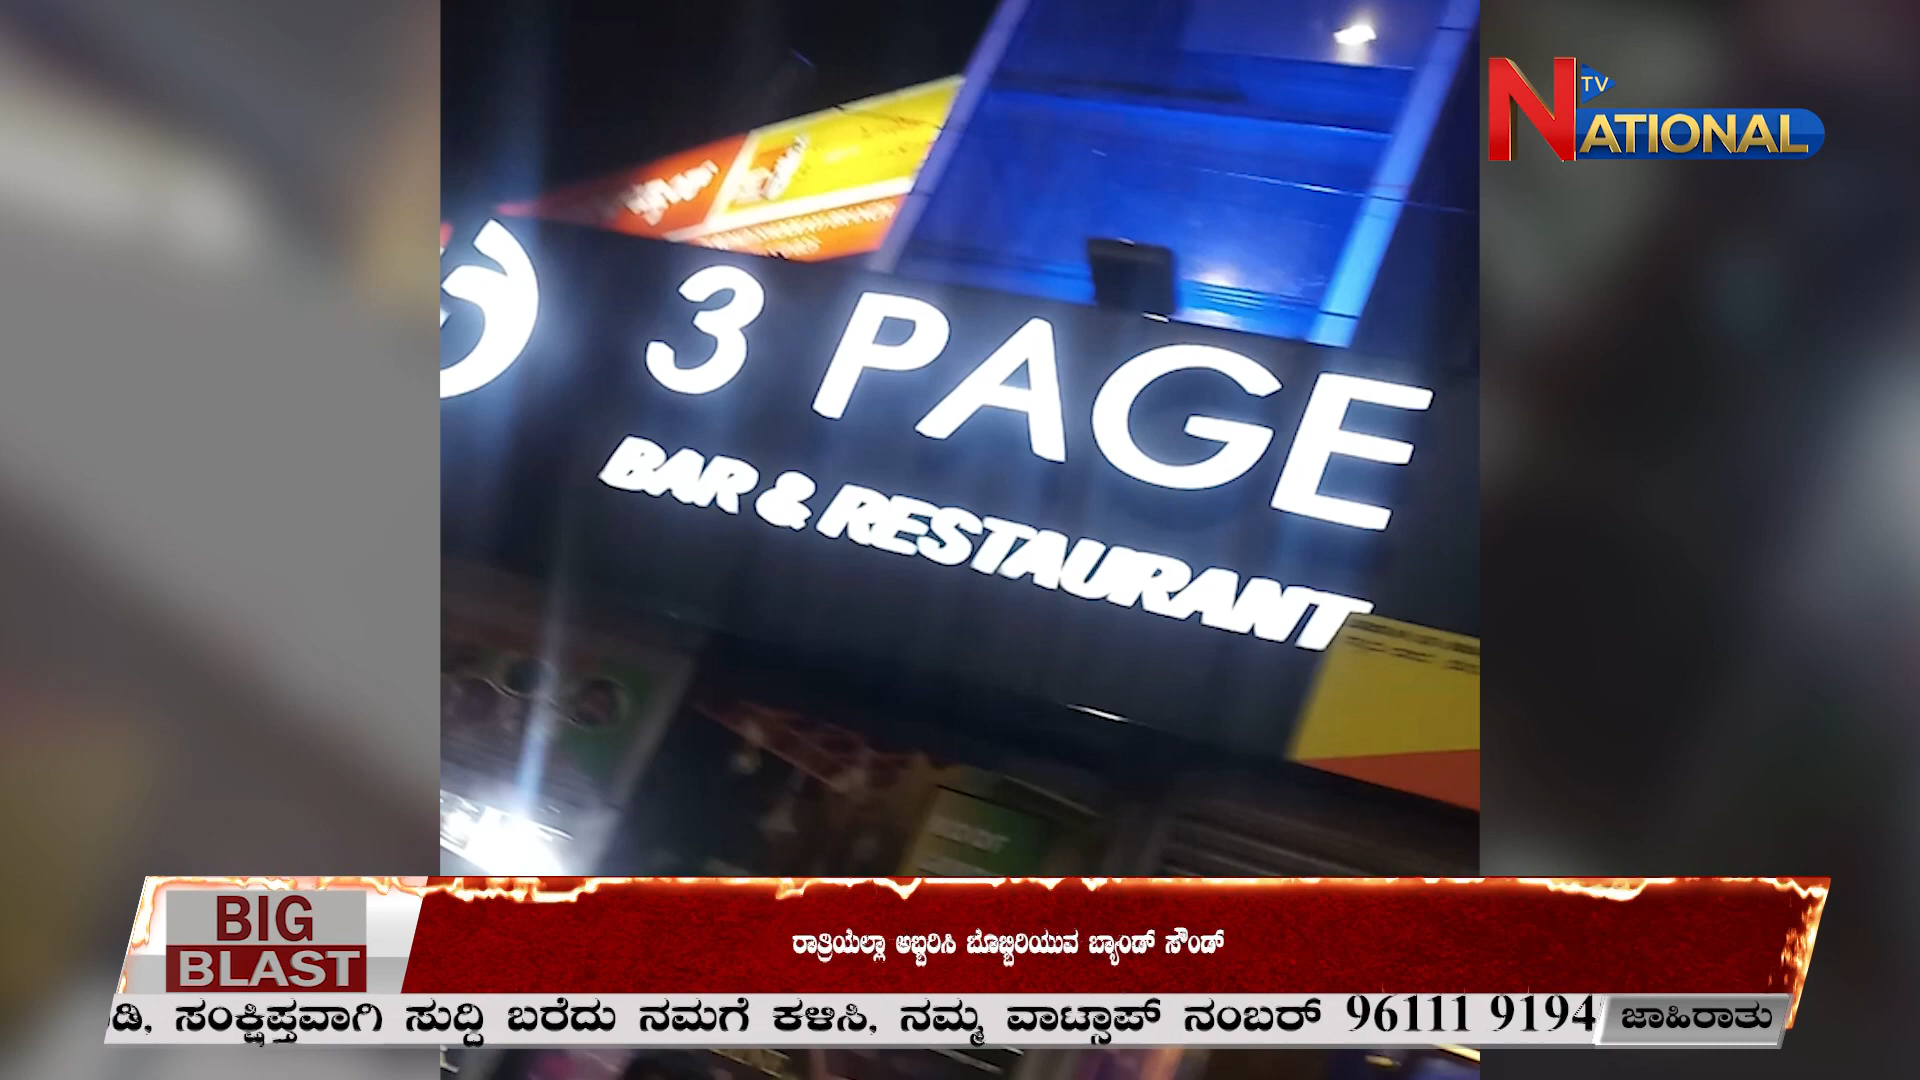 TV
NATIONAL
3 PAGE
BAR & RESTAURANT
BIG
BLAST
ರಾತ್ರಿಯೆಲ್ಲಾ ಅಬ್ಬರಿಸಿ ಬೊಬ್ಬಿರಿಯುವ ಬ್ಯಾಂಡ್ ಸೌಂಡ್
ಸಂಕ್ಷಿಪ್ತವಾಗಿ ಸುದ್ದಿ ಬರೆದು ನಮಗೆ ಕಳಿಸಿ, ನಮ್ಮ ವಾಟ್ಸಾಪ್ ನಂಬರ್ 96111 9194
ಜಾಹಿರಾತು